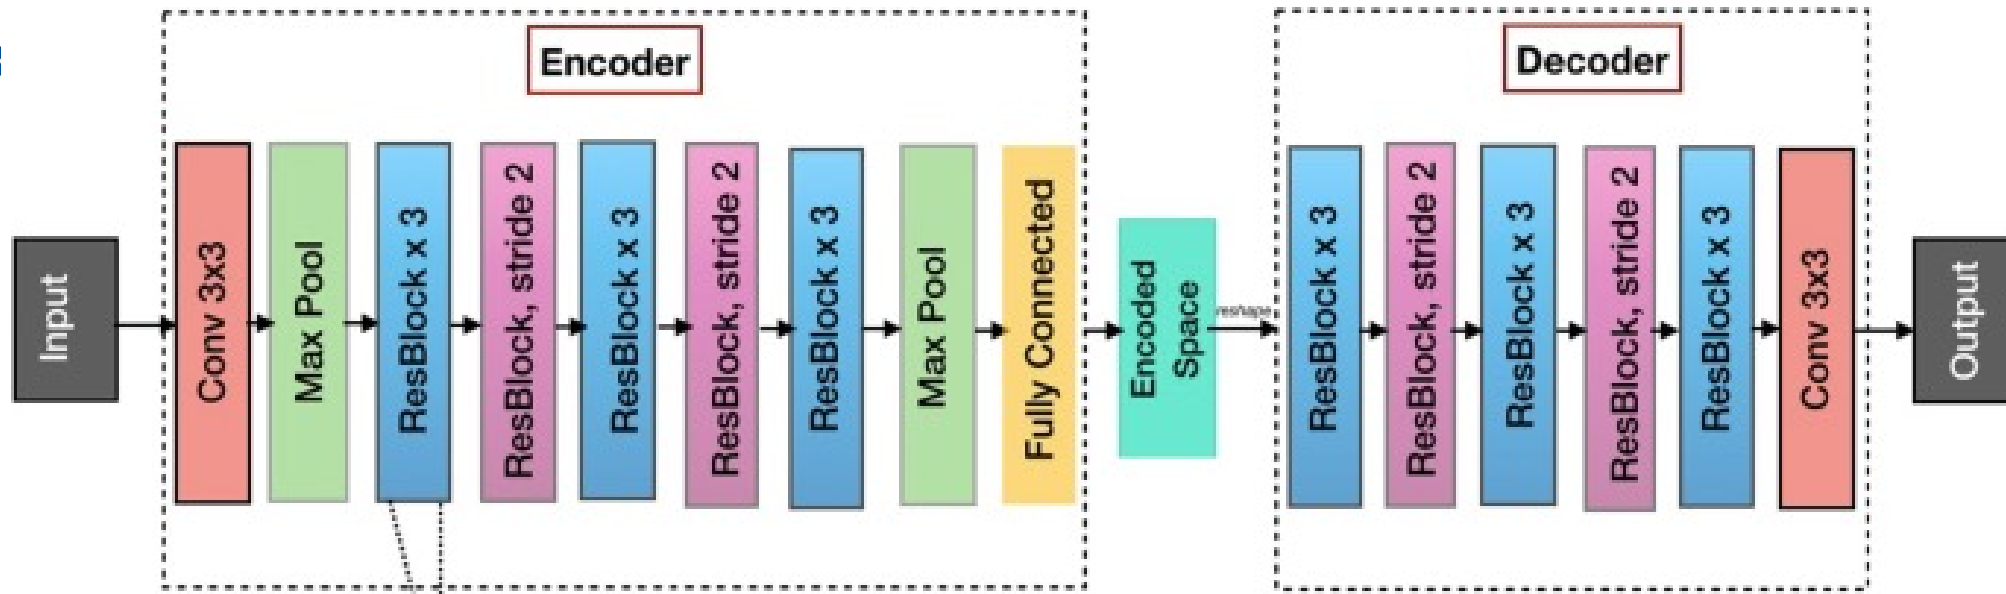 Encoder
Decoder
Input
Conv 3x3
Max Pool
ResBlock x 3
ResBlock, stride 2
ResBlock x 3
ResBlock, stride 2
ResBlock x 3
Max Pool
Fully Connected
Encoded
Space
reshape
ResBlock x 3
ResBlock, stride 2
ResBlock x 3
ResBlock, stride 2
ResBlock x 3
Conv 3x3
Output